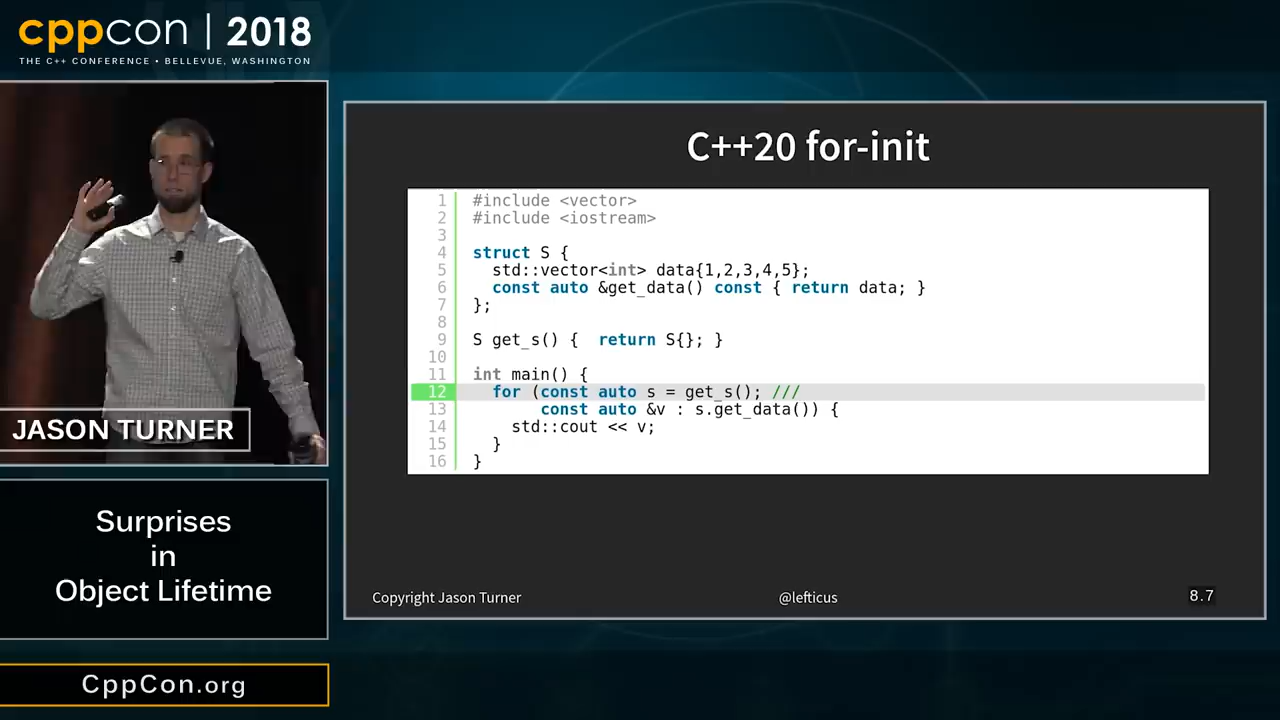 cppcon | 2018
THE C++ CONFERENCE • BELLEVUE, WASHINGTON
JASON TURNER
Surprises
in
Object Lifetime
CppCon.org
C++20 for-init
1 #include <vector>
2 #include <iostream>
3
4 struct S {
5   std::vector<int> data{1,2,3,4,5};
6   const auto &get_data() const { return data; }
7 };
8
9 S get_s() {  return S{}; }
10
11 int main() {
12   for (const auto s = get_s(); ///
13        const auto &v : s.get_data()) {
14     std::cout << v;
15   }
16 }
Copyright Jason Turner
@lefticus
8.7